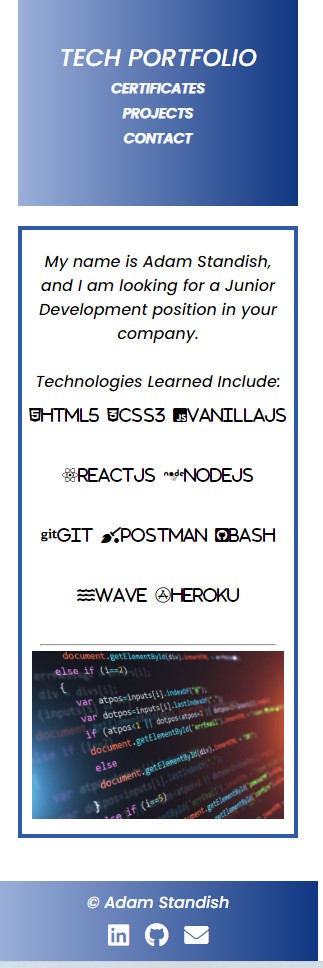 TECH PORTFOLIO
CERTIFICATES
PROJECTS
CONTACT
My name is Adam Standish,
and I am looking for a Junior
Development position in your
company.
Technologies Learned Include:
HTML5 CSS3 JS VANILLAJS
REACTJS node NODEJS
git GIT POSTMAN BASH
WAVE HEROKU
document.getElementById(div).
else if (i==2)
{
var atpos=inputs[i].indexOf("@");
var dotpos=inputs[i].lastIndexOf(".");
if (atpos<1 || dotpos<atpos+2
document.getElementById
else
document.getElementById(div).
}
else if (i==5)
© Adam Standish
in